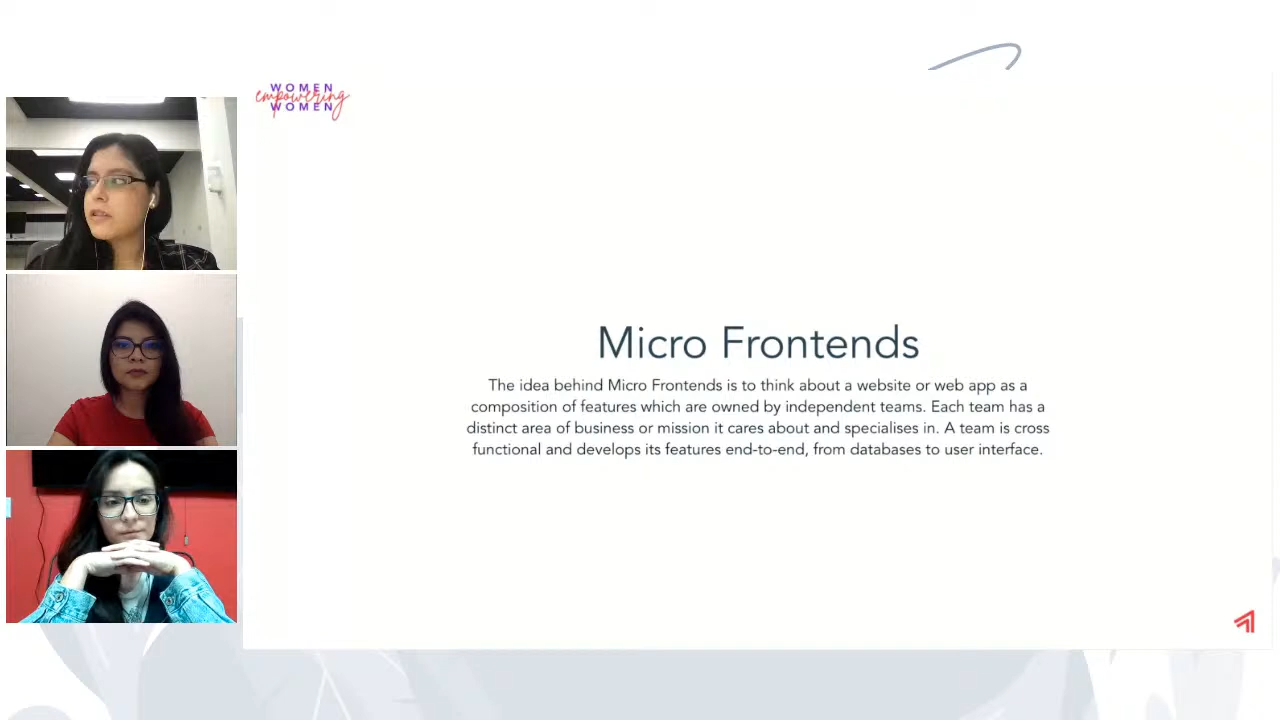 WOMEN
empowering
WOMEN
Micro Frontends
The idea behind Micro Frontends is to think about a website or web app as a
composition of features which are owned by independent teams. Each team has a
distinct area of business or mission it cares about and specialises in. A team is cross
functional and develops its features end-to-end, from databases to user interface.